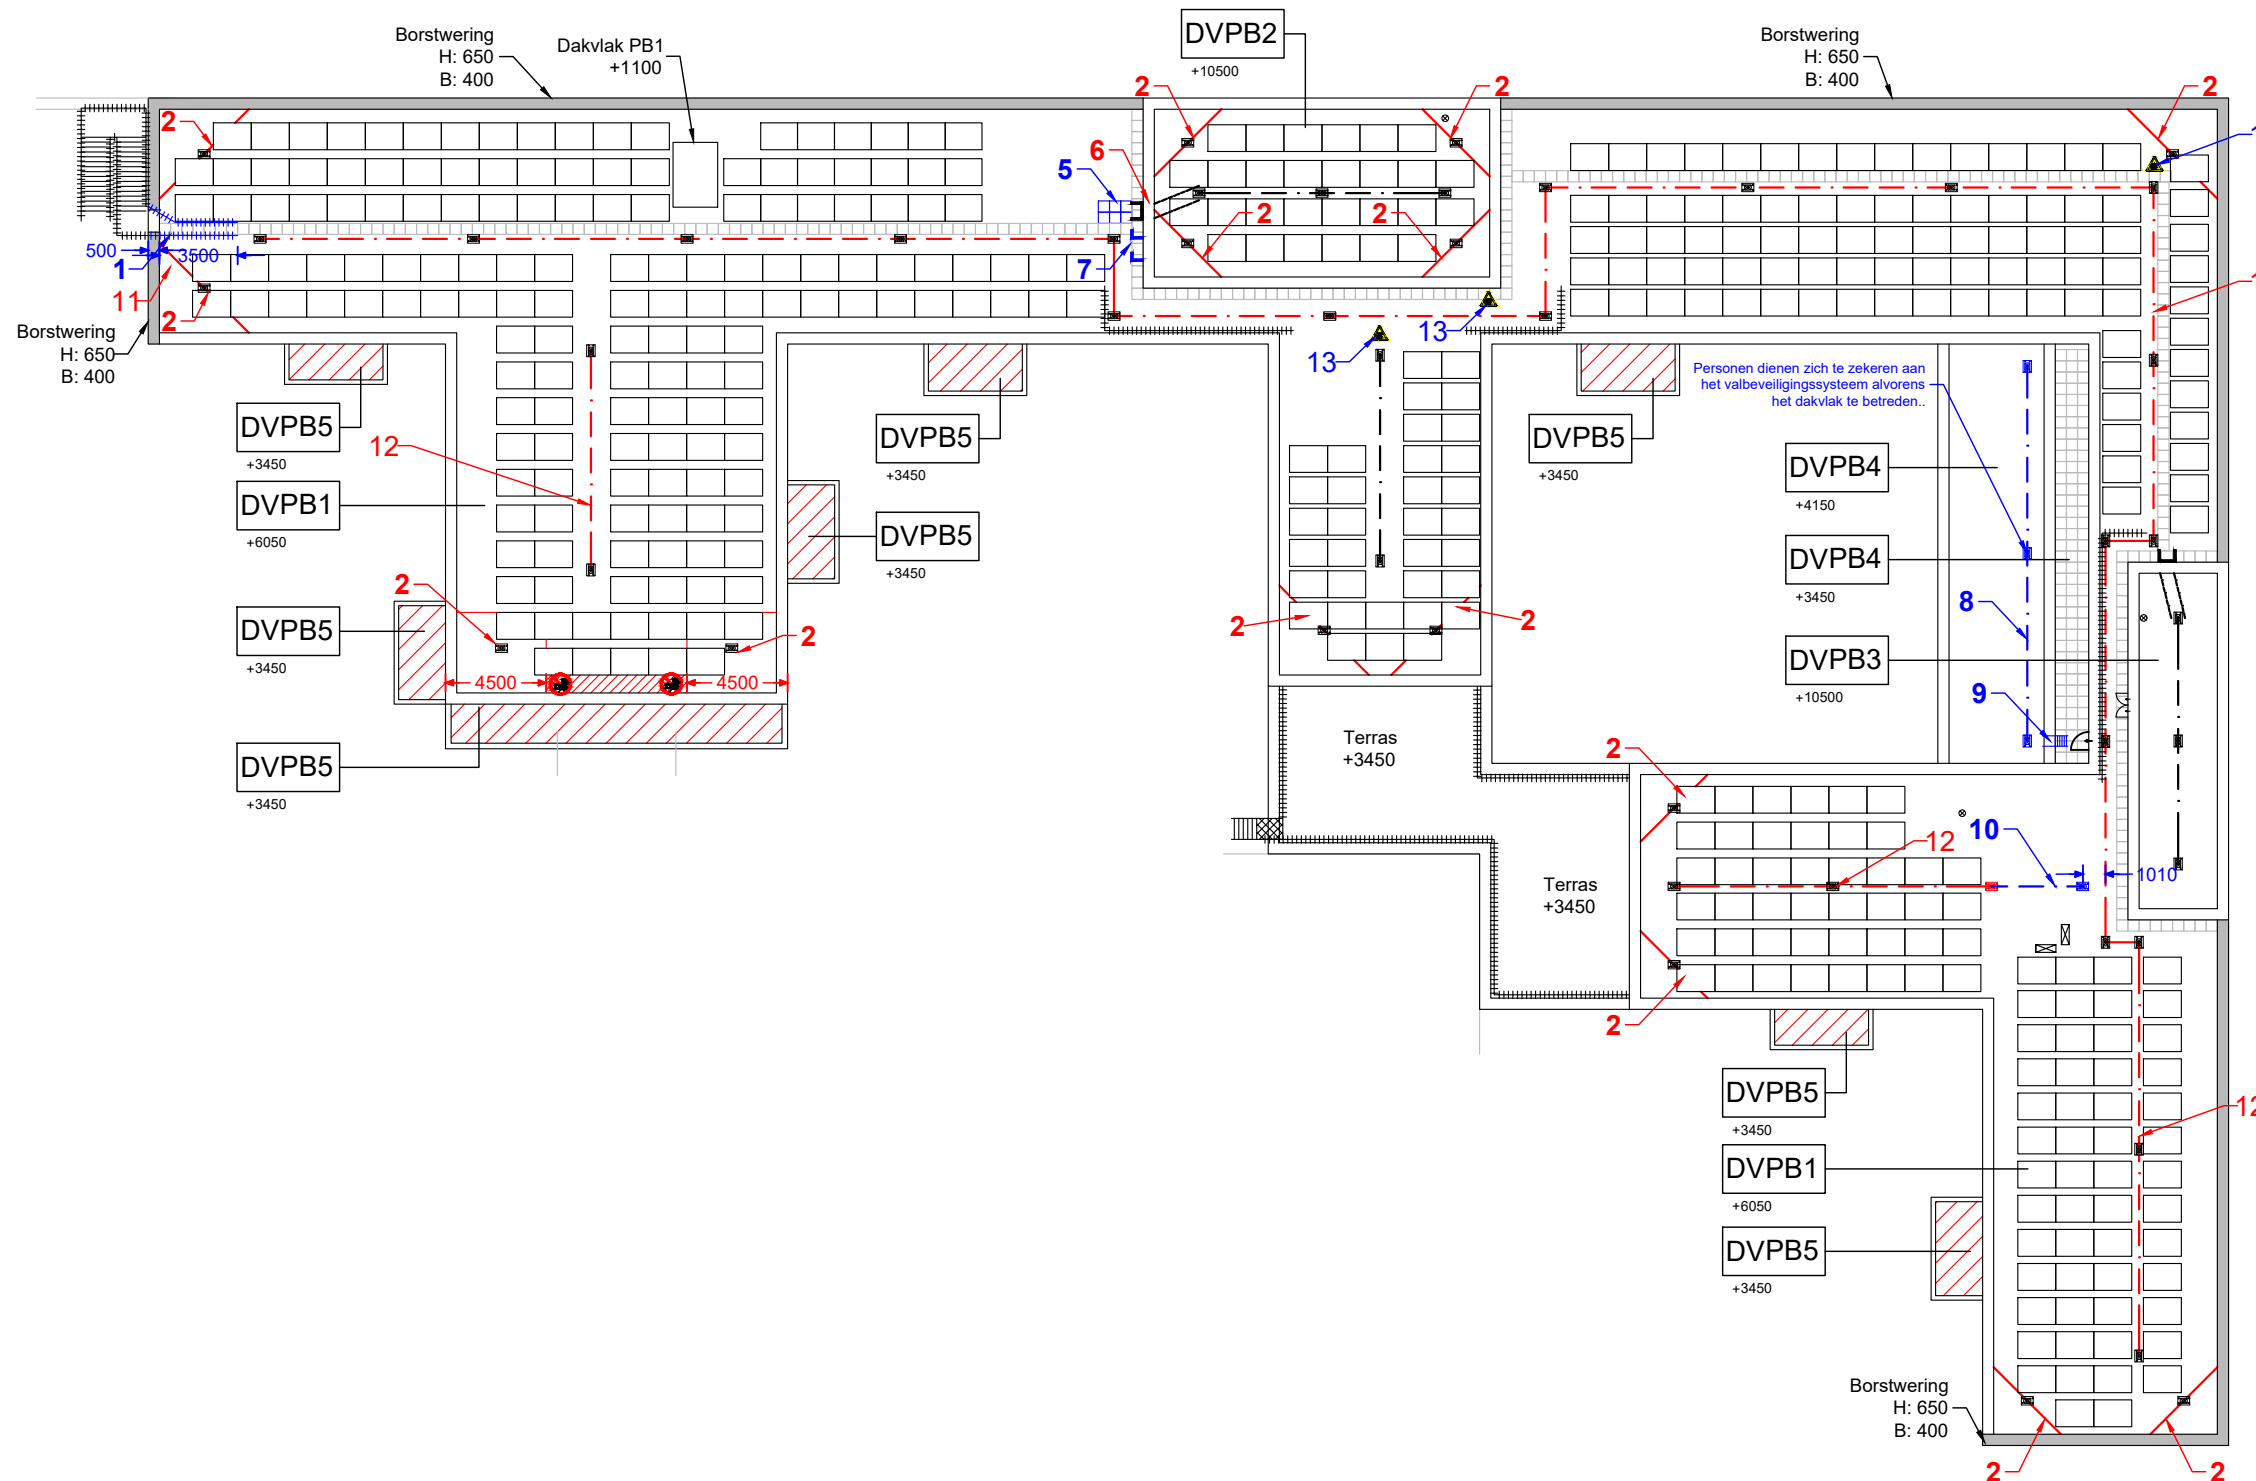 Borstwering
H: 650
B: 400
Dakvlak PB1
+1100
DVPB2
+10500
Borstwering
H: 650
B: 400
2
2
2
2
5
6
2
2
7
500
3500
1
11
2
Borstwering
H: 650
B: 400
13
13
Personen dienen zich te zekeren aan
het valbeveiligingssysteem alvorens
het dakvlak te betreden..
DVPB5
+3450
12
DVPB5
+3450
DVPB5
+3450
DVPB4
+4150
DVPB1
+6050
DVPB5
+3450
DVPB4
+3450
2
8
DVPB5
+3450
2
2
2
DVPB3
+10500
4500
4500
9
DVPB5
+3450
Terras
+3450
2
12
10
1010
Terras
+3450
2
DVPB5
+3450
12
DVPB1
+6050
DVPB5
+3450
Borstwering
H: 650
B: 400
2
2